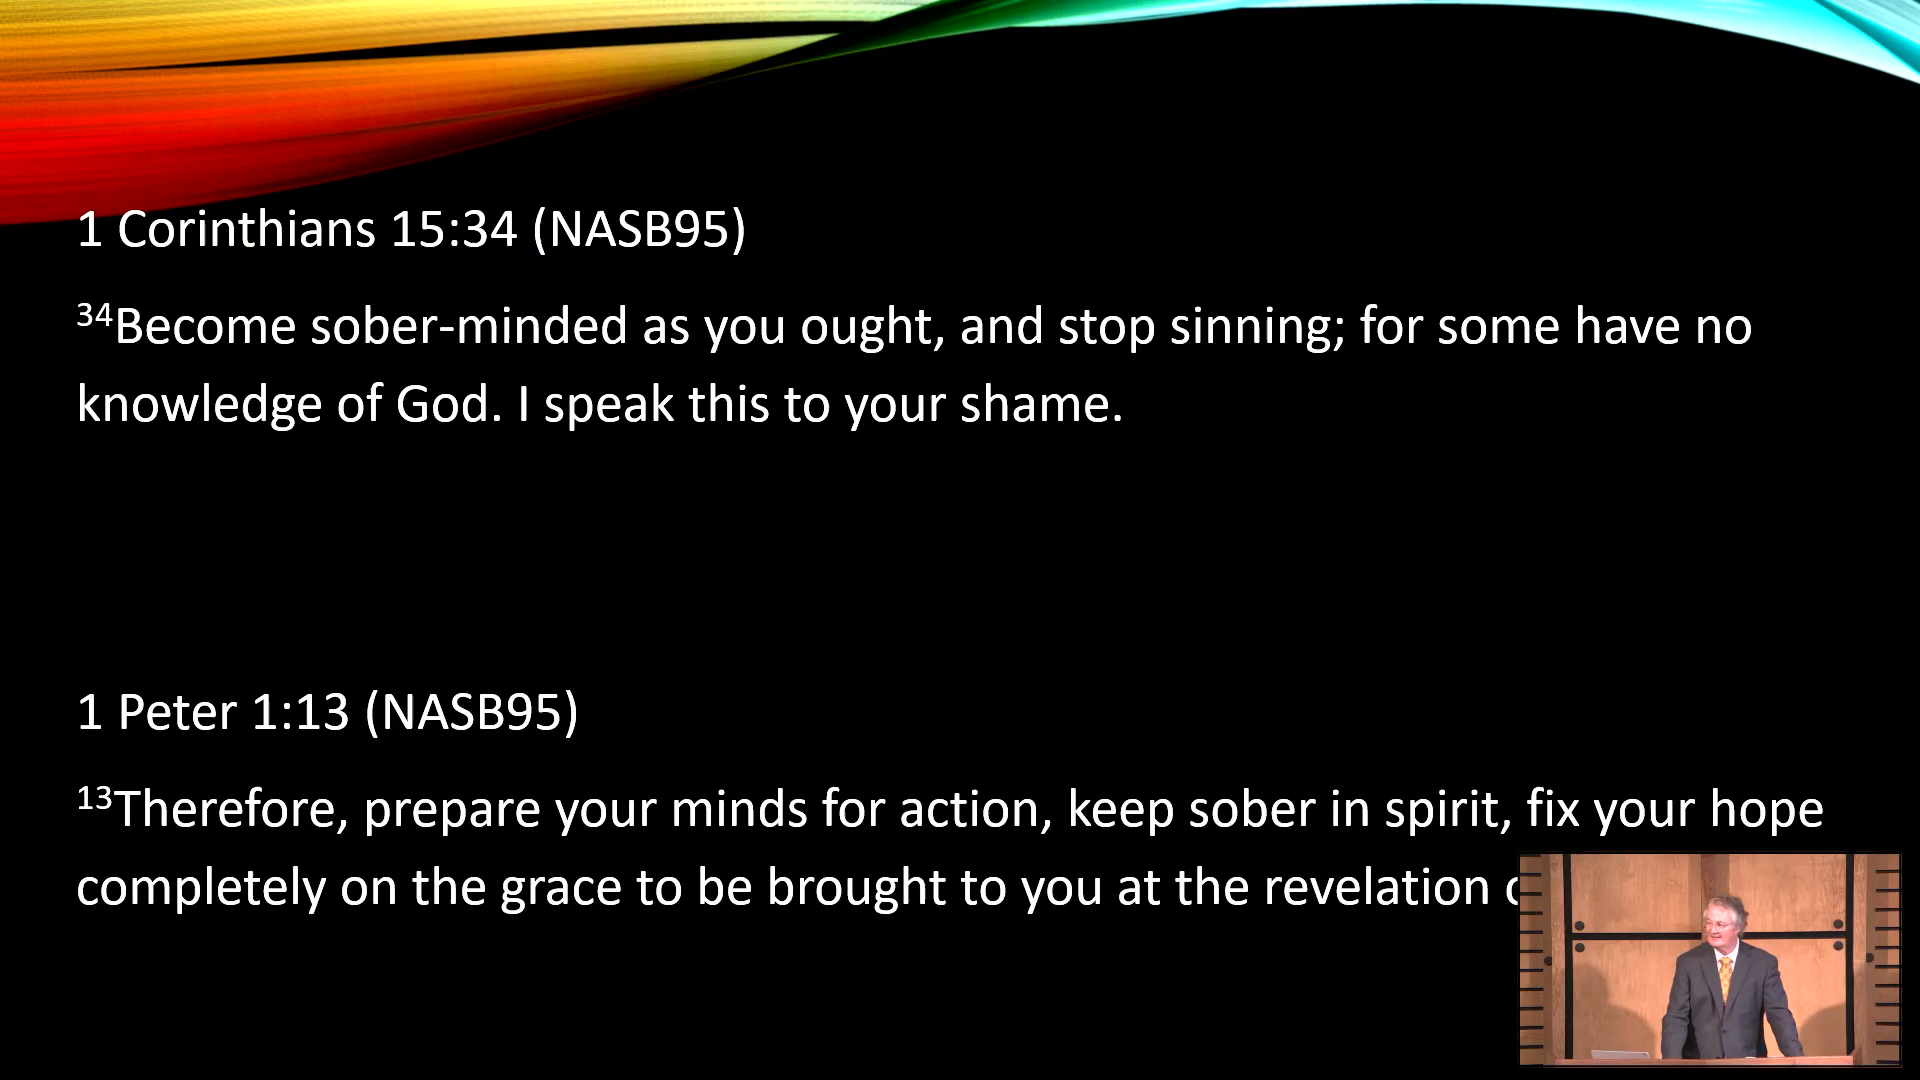 1 Corinthians 15:34 (NASB95)
34Become sober-minded as you ought, and stop sinning; for some have no
knowledge of God. I speak this to your shame.
1 Peter 1:13 (NASB95)
13Therefore, prepare your minds for action, keep sober in spirit, fix your hope
completely on the grace to be brought to you at the revelation